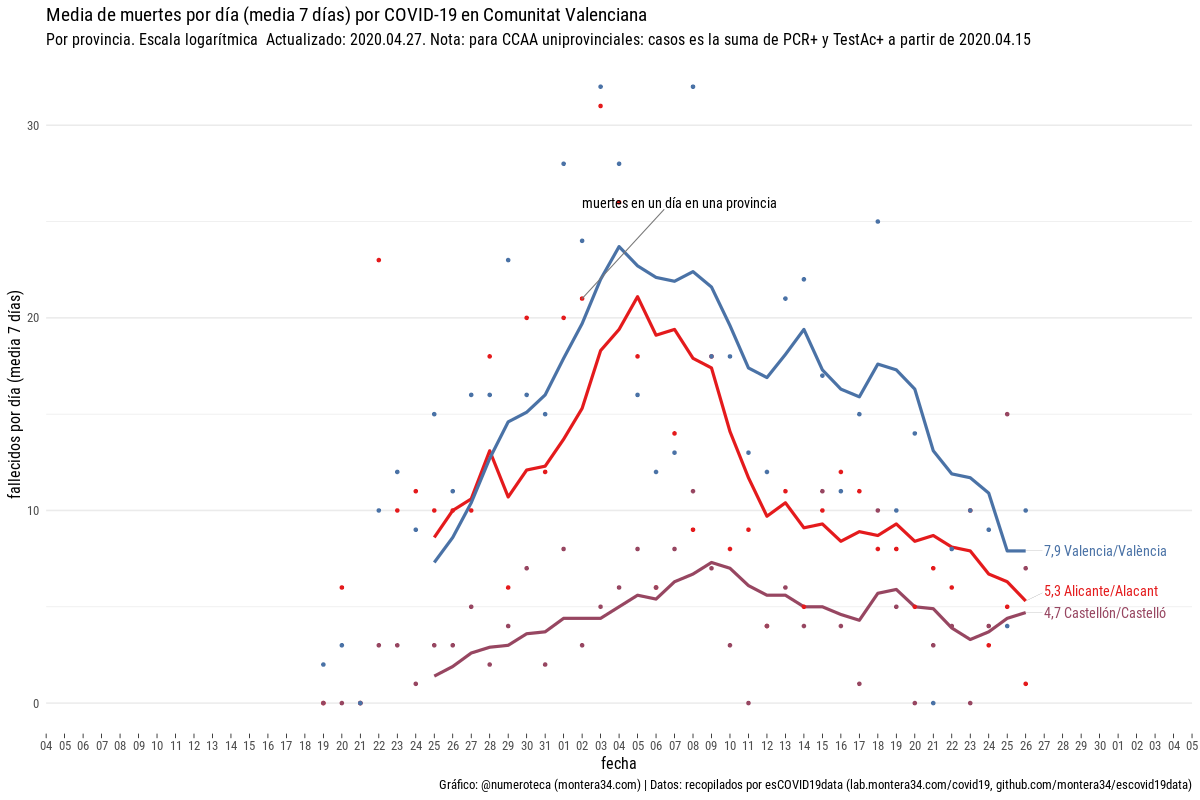 Media de muertes por día (media 7 días) por COVID-19 en Comunitat Valenciana
Por provincia. Escala logarítmica  Actualizado: 2020.04.27. Nota: para CCAA uniprovinciales: casos es la suma de PCR+ y TestAc+ a partir de 2020.04.15
fallecidos por día (media 7 días)
30
20
10
0
muertes en un día en una provincia
7,9 Valencia/València
5,3 Alicante/Alacant
4,7 Castellón/Castelló
04 05 06 07 08 09 10 11 12 13 14 15 16 17 18 19 20 21 22 23 24 25 26 27 28 29 30 31 01 02 03 04 05 06 07 08 09 10 11 12 13 14 15 16 17 18 19 20 21 22 23 24 25 26 27 28 29 30 01 02 03 04 05
fecha
Gráfico: @numeroteca (montera34.com) | Datos: recopilados por esCOVID19data (lab.montera34.com/covid19, github.com/montera34/escovid19data)